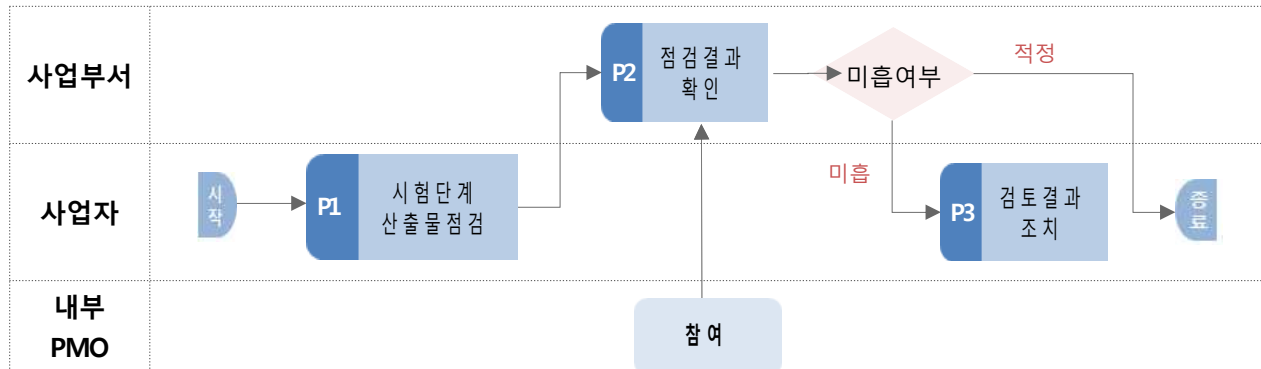 사업부서
P2
점검결과
확인
미흡여부
적정
사업자
시
작
P1
시험단계
산출물점검
미흡
P3
검토결과
조치
종
료
내부
PMO
참여